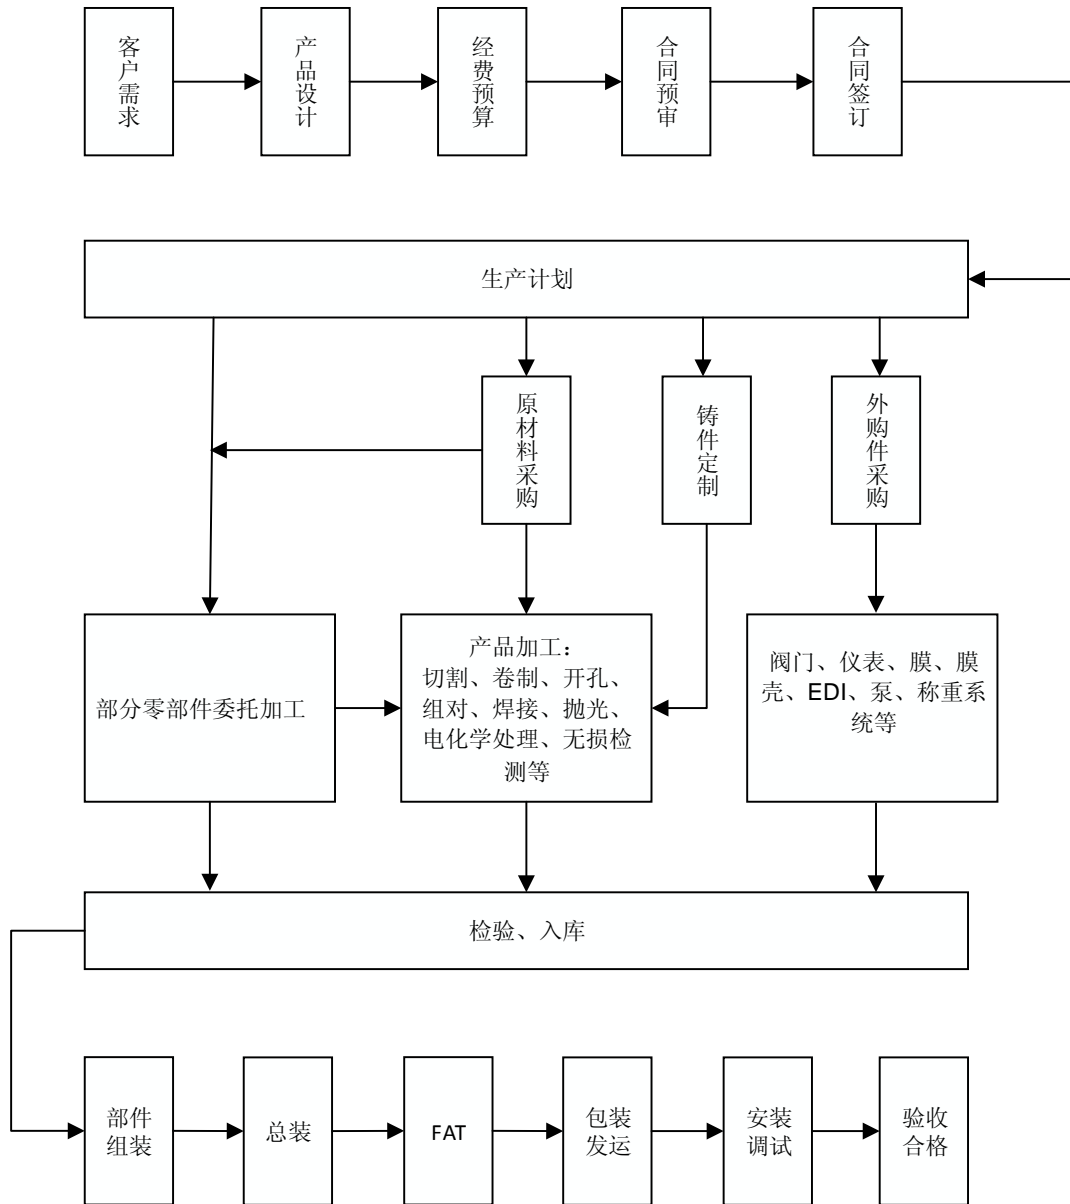 客户需求
产品设计
经费预算
合同预审
合同签订
生产计划
原材料采购
铸件定制
外购件采购
部分零部件委托加工
产品加工：
切割、卷制、开孔、
组对、焊接、抛光、
电化学处理、无损检
测等
阀门、仪表、膜、膜
壳、EDI、泵、称重系
统等
检验、入库
部件
组装
总装
FAT
包装
发运
安装
调试
验收
合格